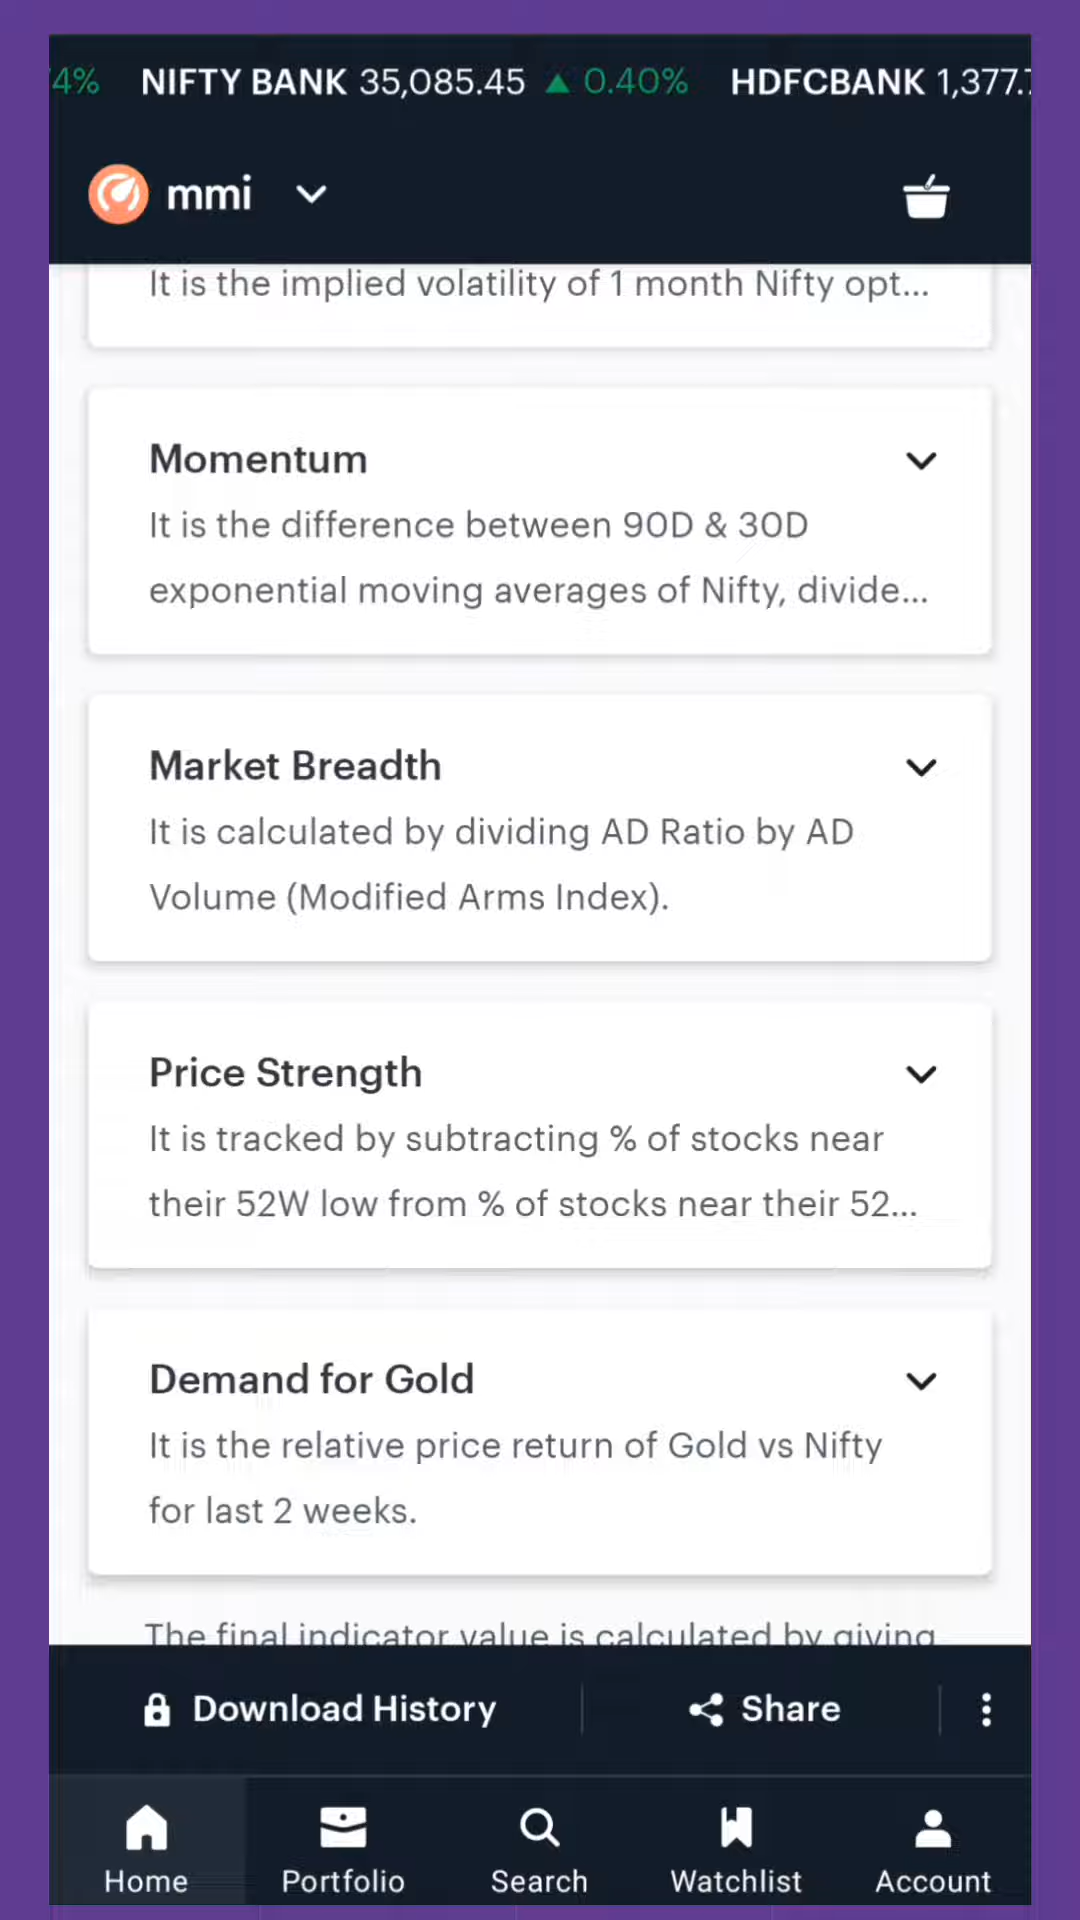 4% NIFTY BANK 35,085.45 ▲ 0.40% HDFCBANK 1,377.7
mmi
It is the implied volatility of 1 month Nifty opt...
Momentum
It is the difference between 90D & 30D
exponential moving averages of Nifty, divide...
Market Breadth
It is calculated by dividing AD Ratio by AD
Volume (Modified Arms Index).
Price Strength
It is tracked by subtracting % of stocks near
their 52W low from % of stocks near their 52...
Demand for Gold
It is the relative price return of Gold vs Nifty
for last 2 weeks.
The final indicator value is calculated by giving
Download History Share
Home Portfolio Search Watchlist Account